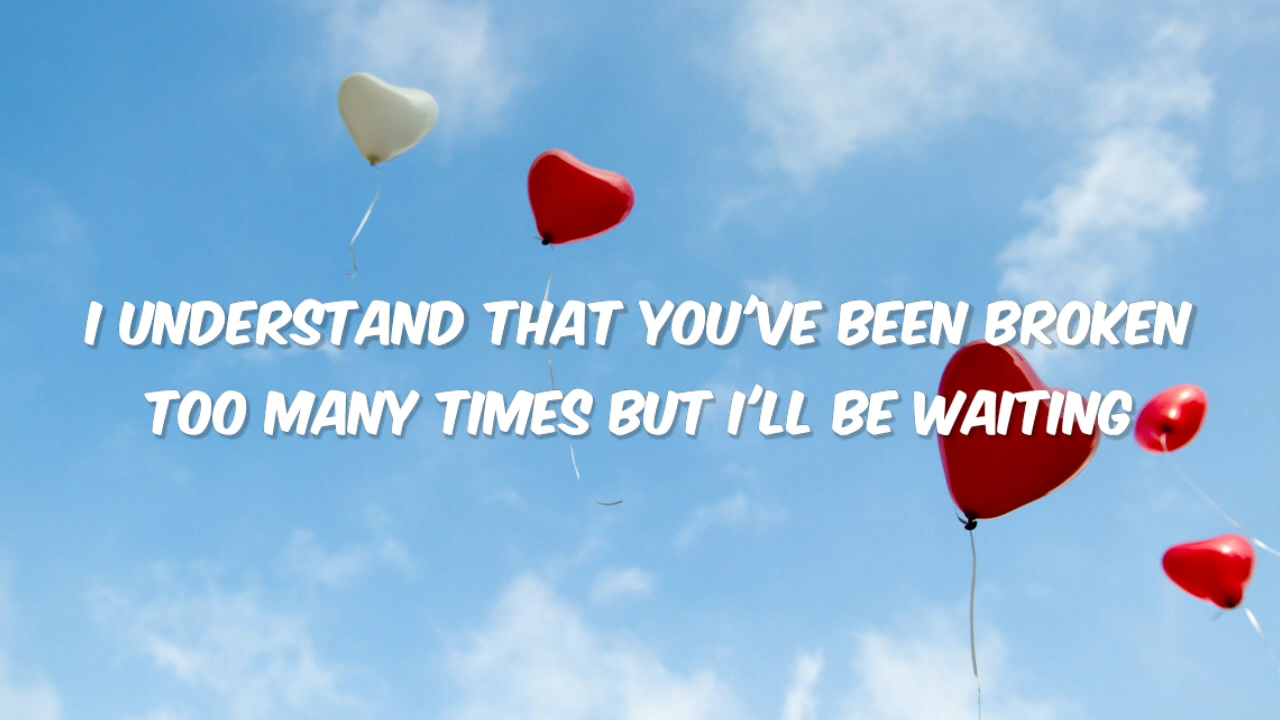 I UNDERSTAND THAT YOU'VE BEEN BROKEN
TOO MANY TIMES BUT I'LL BE WAITING